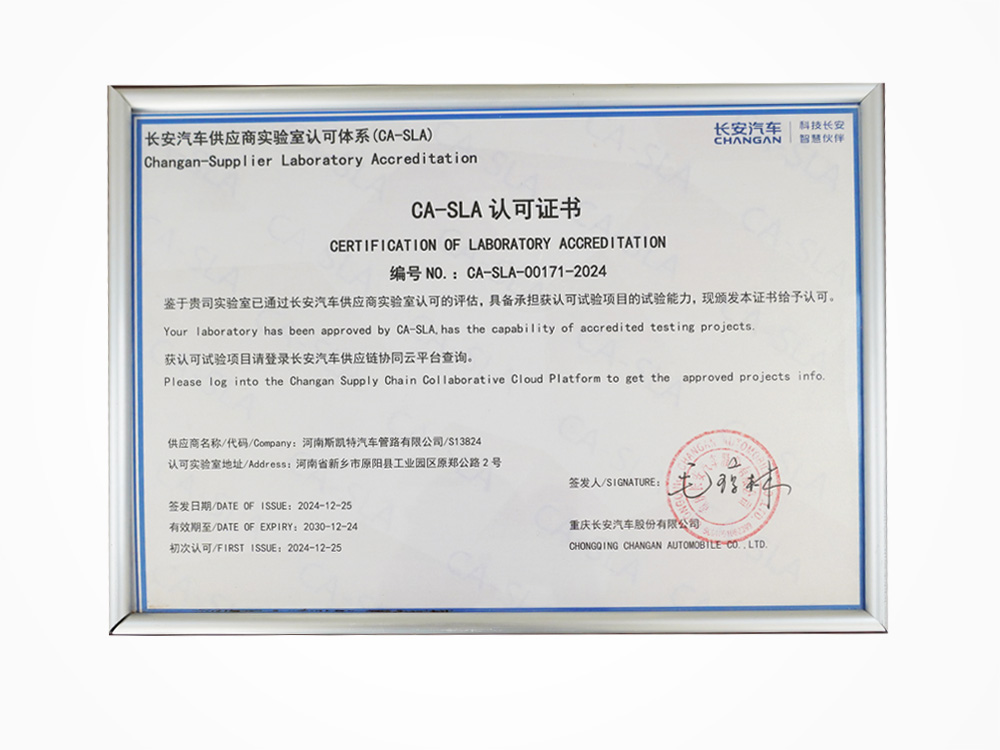 长安汽车供应商实验室认可体系(CA-SLA)
Changan-Supplier Laboratory Accreditation
长安汽车
CHANGAN
科技长安
智慧伙伴
CA-SLA 认可证书
CERTIFICATION OF LABORATORY ACCREDITATION
编号 NO.：CA-SLA-00171-2024
鉴于贵司实验室已通过长安汽车供应商实验室认可的评估，具备承担获认可试验项目的试验能力，现颁发本证书给予认可。
Your laboratory has been approved by CA-SLA,has the capability of accredited testing projects.
获认可试验项目请登录长安汽车供应链协同云平台查询。
Please log into the Changan Supply Chain Collaborative Cloud Platform to get the approved projects info.
供应商名称/代码/Company：河南斯凯特汽车管路有限公司/S13824
认可实验室地址/Address：河南省新乡市原阳县工业园区原郑公路 2 号
签发日期/DATE OF ISSUE：2024-12-25
有效期至/DATE OF EXPIRY：2030-12-24
初次认可/FIRST ISSUE：2024-12-25
签发人/SIGNATURE：
重庆长安汽车股份有限公司
CHONGQING CHANGAN AUTOMOBILE CO.,LTD.